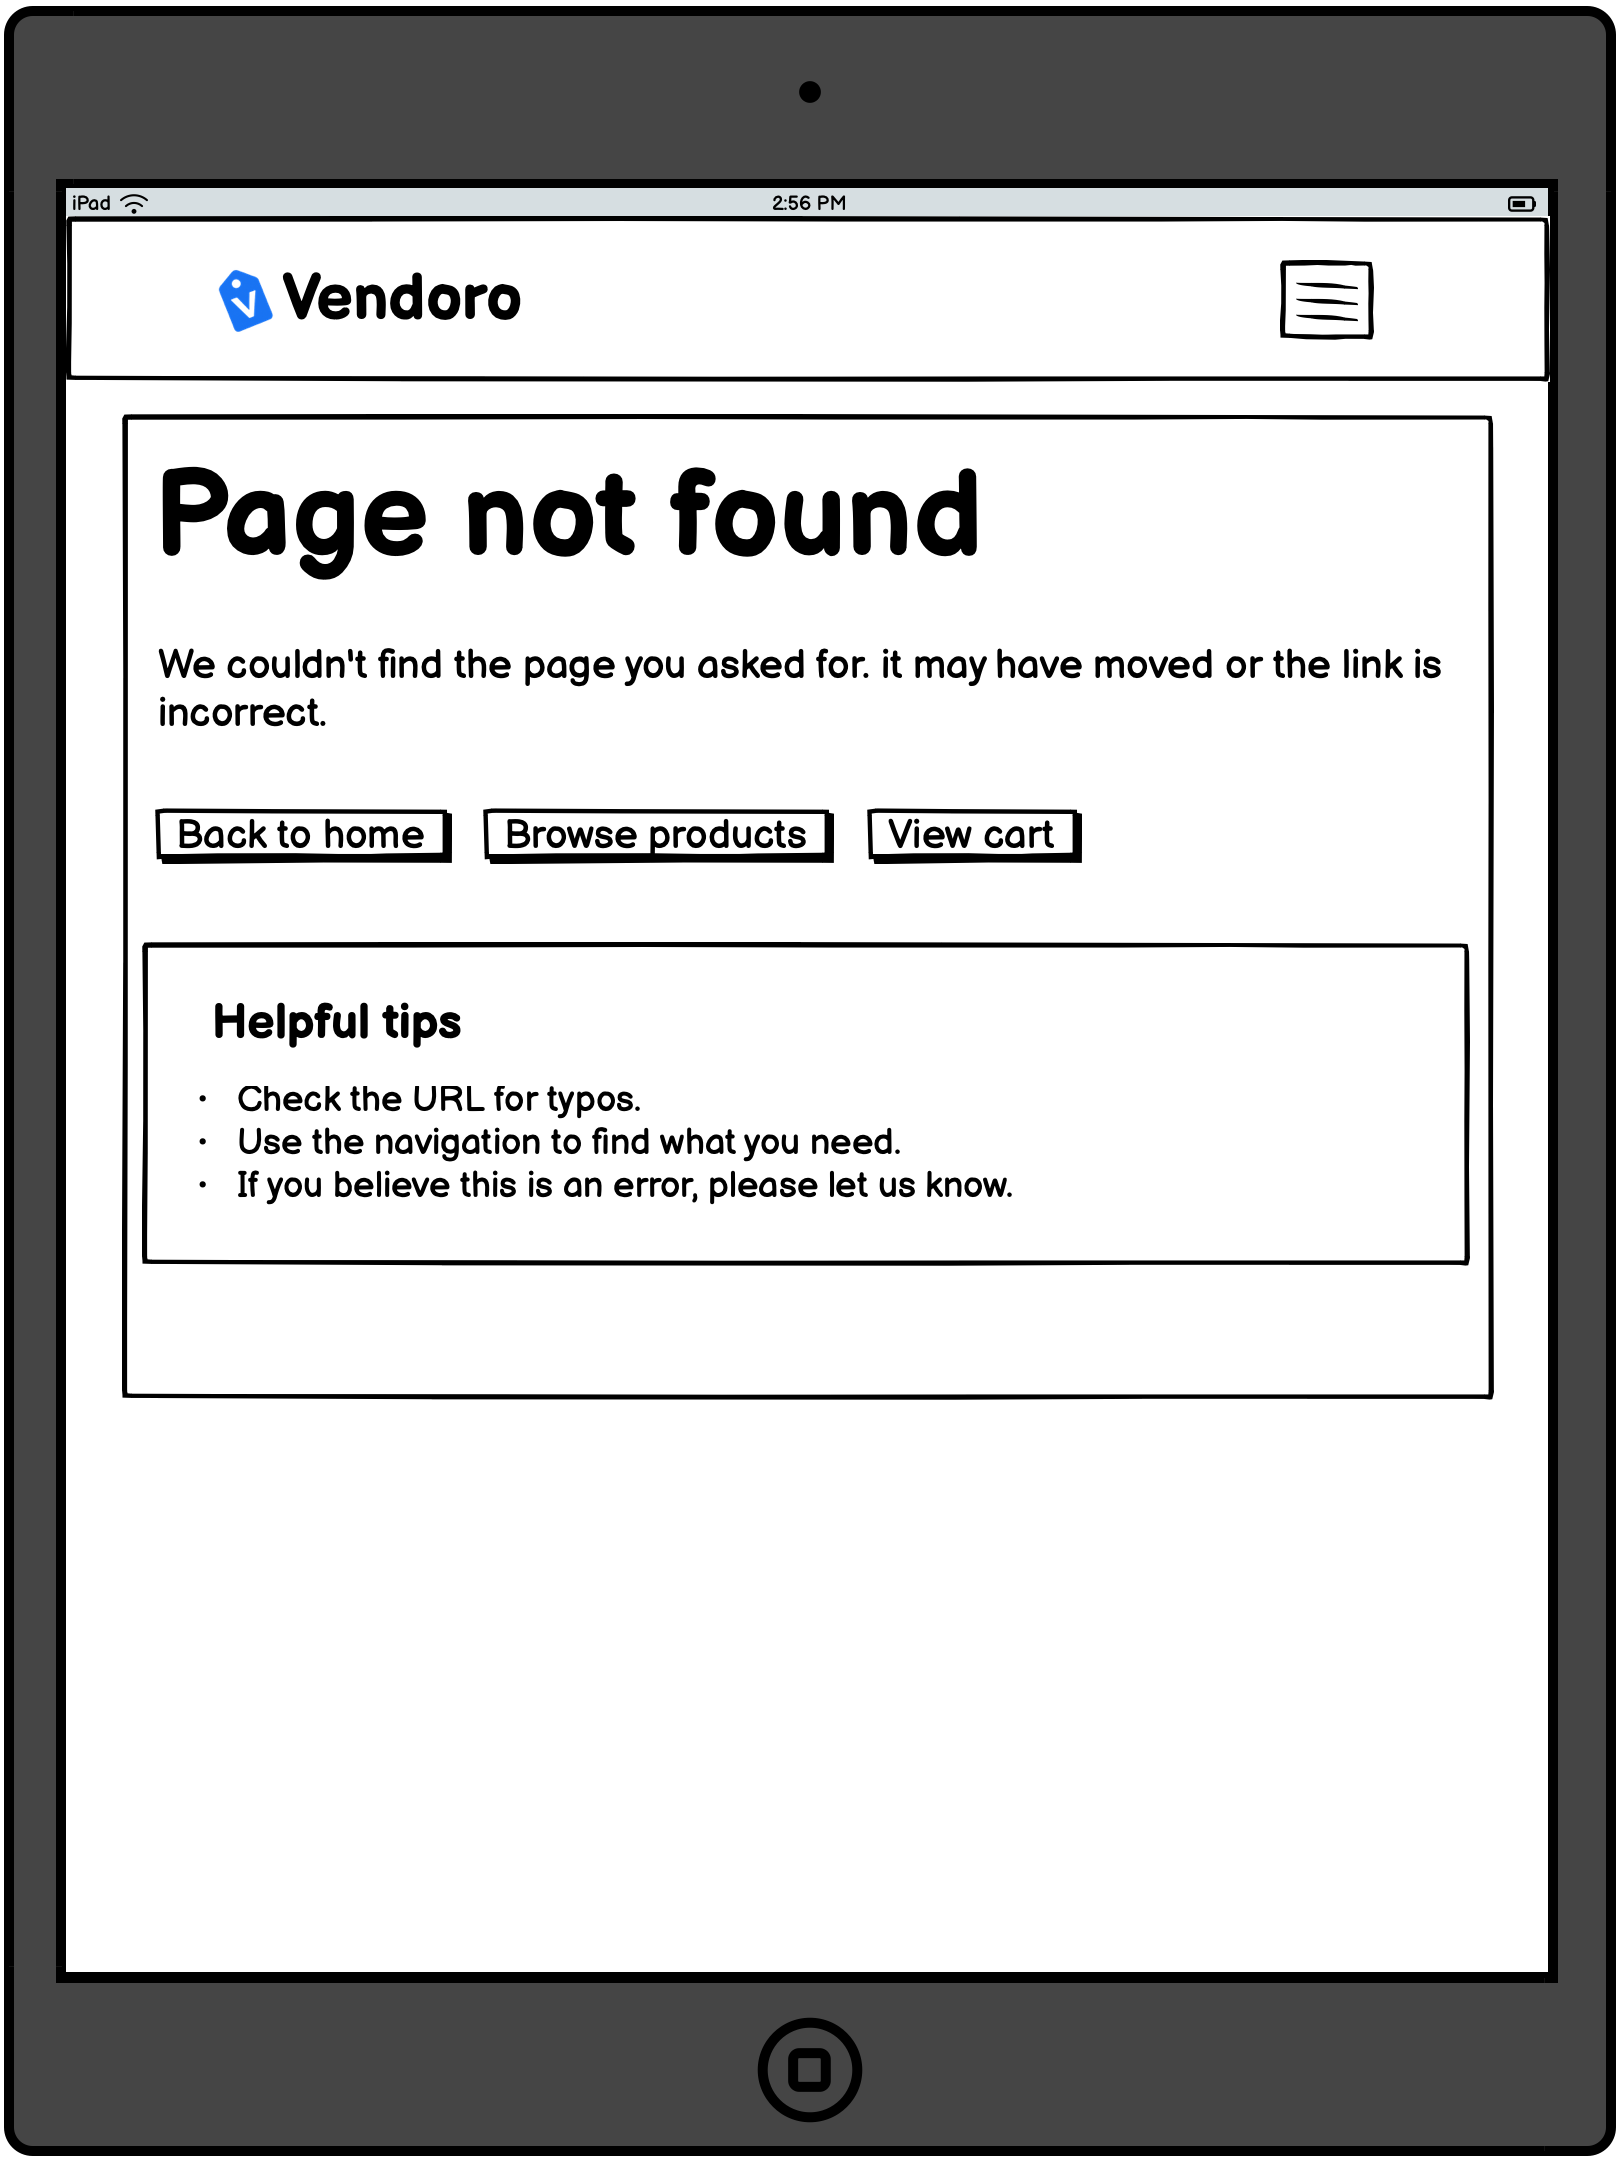 iPad
2:56 PM
V Vendoro
Page not found
We couldn't find the page you asked for. it may have moved or the link is
incorrect.
Back to home
Browse products
View cart
Helpful tips
• Check the URL for typos.
• Use the navigation to find what you need.
• If you believe this is an error, please let us know.